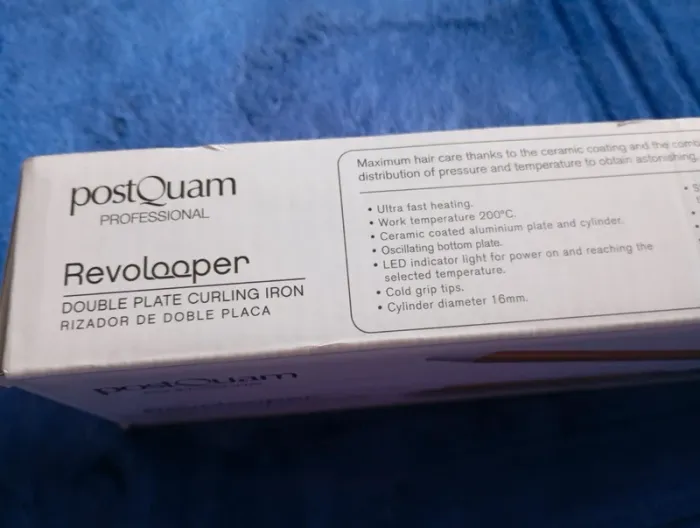 postQuam
PROFESSIONAL
Revolooper
DOUBLE PLATE CURLING IRON
RIZADOR DE DOBLE PLACA
Maximum hair care thanks to the ceramic coating and the
distribution of pressure and temperature to obtain astonishing
• Ultra fast heating.
• Work temperature 200ºC.
• Ceramic coated aluminium plate and cylinder.
• Oscillating bottom plate.
• LED indicator light for power on and reaching the
selected temperature.
• Cold grip tips.
• Cylinder diameter 16mm.
postQuam